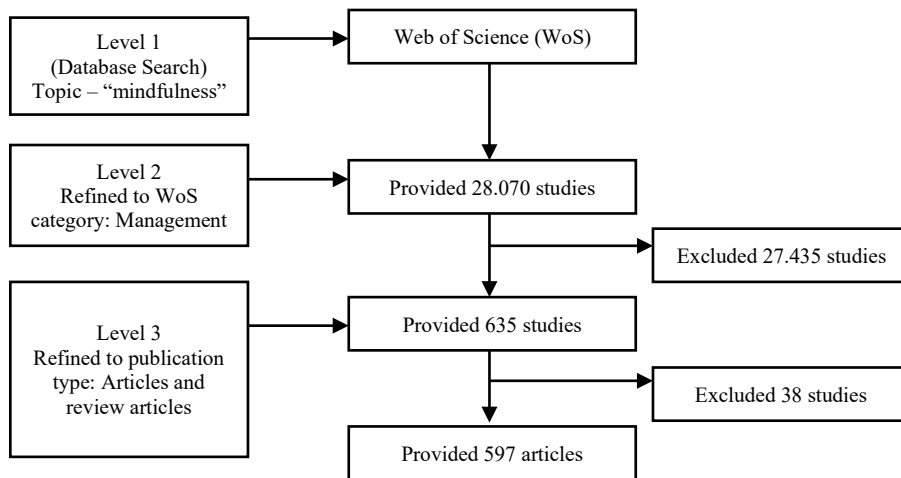 Level 1
(Database Search)
Topic – “mindfulness”
Web of Science (WoS)
Level 2
Refined to WoS
category: Management
Provided 28.070 studies
Excluded 27.435 studies
Level 3
Refined to publication
type: Articles and
review articles
Provided 635 studies
Excluded 38 studies
Provided 597 articles